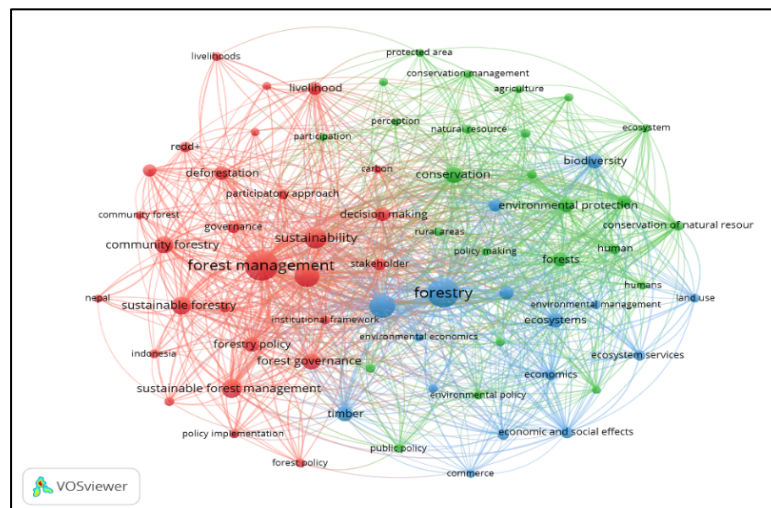 protected area
livelihoods
conservation management
livelihood
agriculture
perception
natural resource
ecosystem
participation
redd+
biodiversity
carbon
deforestation
conservation
participatory approach
environmental protection
community forest
decision making
governance
rural areas
conservation of natural resour
sustainability
community forestry
policy making
human
forests
stakeholder
forest management
humans
forestry
nepal
land use
sustainable forestry
environmental management
institutional framework
ecosystems
environmental economics
forestry policy
indonesia
ecosystem services
forest governance
economics
sustainable forest management
environmental policy
timber
policy implementation
economic and social effects
public policy
forest policy
commerce
VOSviewer